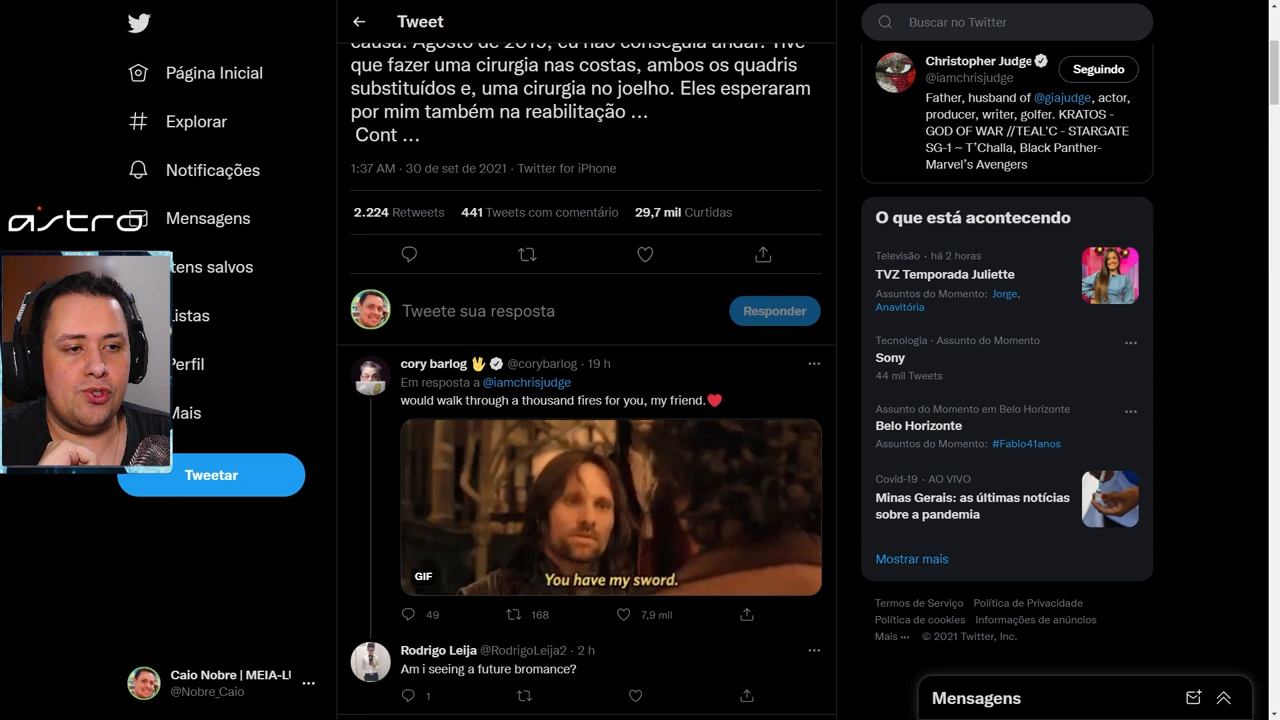 Tweet
Buscar no Twitter
Página Inicial
Explorar
Notificações
Mensagens
Itens salvos
Listas
Perfil
Mais
Tweetar
astro
causa. Agosto de 2015, eu não conseguia andar. Tive
que fazer uma cirurgia nas costas, ambos os quadris
substituídos e, uma cirurgia no joelho. Eles esperaram
por mim também na reabilitação ...
Cont ...
1:37 AM · 30 de set de 2021 · Twitter for iPhone
2.224 Retweets 441 Tweets com comentário 29,7 mil Curtidas
Tweete sua resposta
Responder
cory barlog 🖖 @corybarlog · 19 h
Em resposta a @iamchrisjudge
would walk through a thousand fires for you, my friend.❤️
You have my sword.
GIF
49 168 7,9 mil
Rodrigo Leija @RodrigoLeija2 · 2 h
Am i seeing a future bromance?
1
Christopher Judge
@iamchrisjudge
Seguindo
Father, husband of @giajudge, actor,
producer, writer, golfer. KRATOS -
GOD OF WAR //TEAL'C - STARGATE
SG-1 ~ T'Challa, Black Panther-
Marvel's Avengers
O que está acontecendo
Televisão · há 2 horas
TVZ Temporada Juliette
Assuntos do Momento: Jorge,
Anavitória
Tecnologia · Assunto do Momento
Sony
44 mil Tweets
Assunto do Momento em Belo Horizonte
Belo Horizonte
Assuntos do Momento: #Fabio41anos
Covid-19 · AO VIVO
Minas Gerais: as últimas notícias
sobre a pandemia
Mostrar mais
Termos de Serviço Política de Privacidade
Política de cookies Informações de anúncios
Mais ••• © 2021 Twitter, Inc.
Caio Nobre | MEIA-LU
@Nobre_Caio
Mensagens